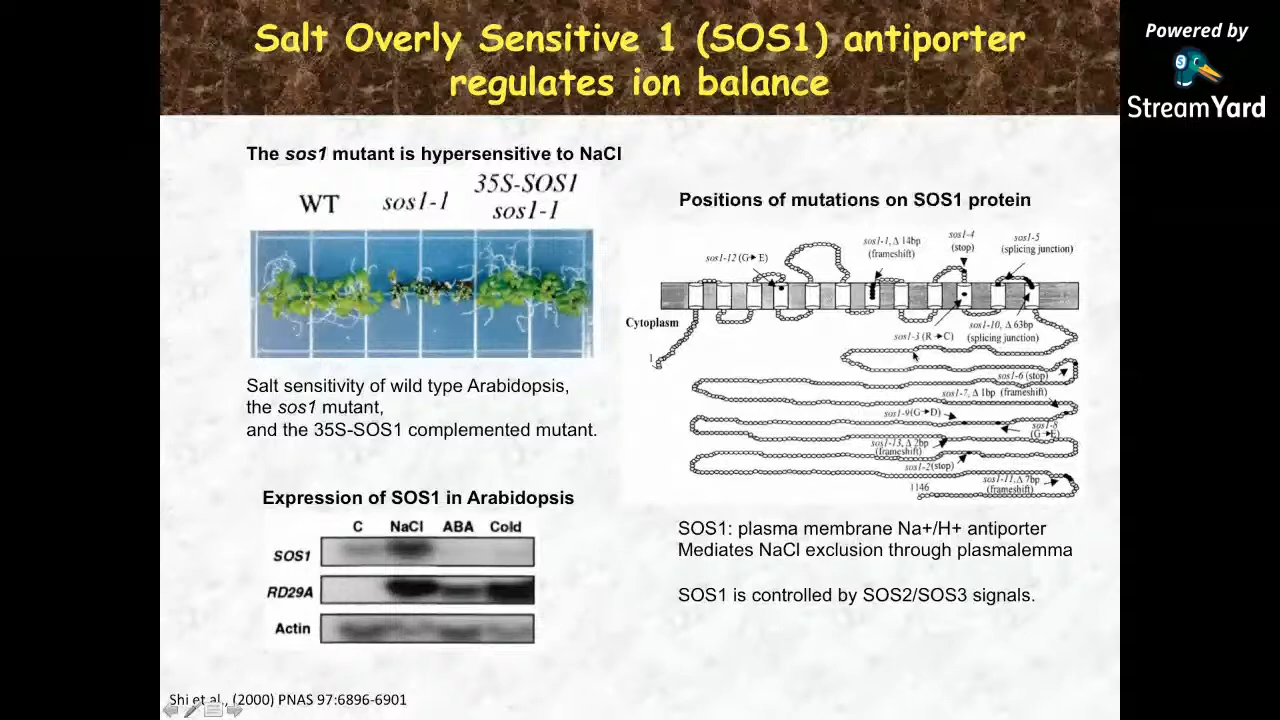 Salt Overly Sensitive 1 (SOS1) antiporter
regulates ion balance
Powered by
StreamYard
The sos1 mutant is hypersensitive to NaCl
WT
sos1-1
35S-SOS1
sos1-1
Salt sensitivity of wild type Arabidopsis,
the sos1 mutant,
and the 35S-SOS1 complemented mutant.
Expression of SOS1 in Arabidopsis
C NaCl ABA Cold
SOS1
RD29A
Actin
Positions of mutations on SOS1 protein
sos1-12 (G→E)
sos1-1, Δ 14bp
(frameshift)
sos1-4
(stop)
sos1-5
(splicing junction)
Cytoplasm
1
sos1-3 (R→C)
sos1-10, Δ 63bp
(splicing junction)
sos1-6 (stop)
sos1-7, Δ 1bp (frameshift)
sos1-9(G→D)
sos1-8
(G→E)
sos1-13, Δ 2bp
(frameshift)
sos1-2(stop)
sos1-11, Δ 7bp
(frameshift)
1146
SOS1: plasma membrane Na+/H+ antiporter
Mediates NaCl exclusion through plasmalemma
SOS1 is controlled by SOS2/SOS3 signals.
Shi et al., (2000) PNAS 97:6896-6901